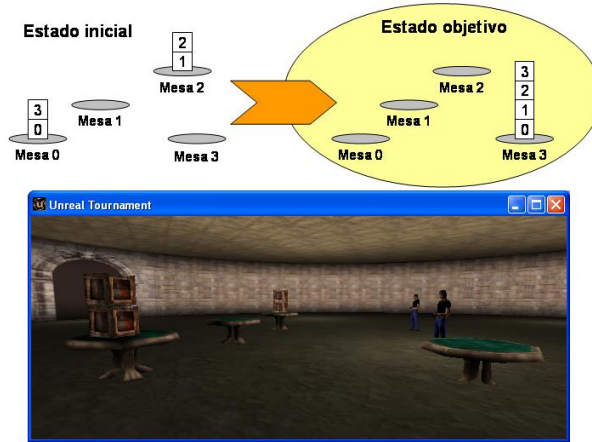 Estado inicial
2
1
Mesa 2
3
0
Mesa 1
Mesa 0
Mesa 3
Estado objetivo
3
2
1
0
Mesa 2
Mesa 1
Mesa 0
Mesa 3
Unreal Tournament